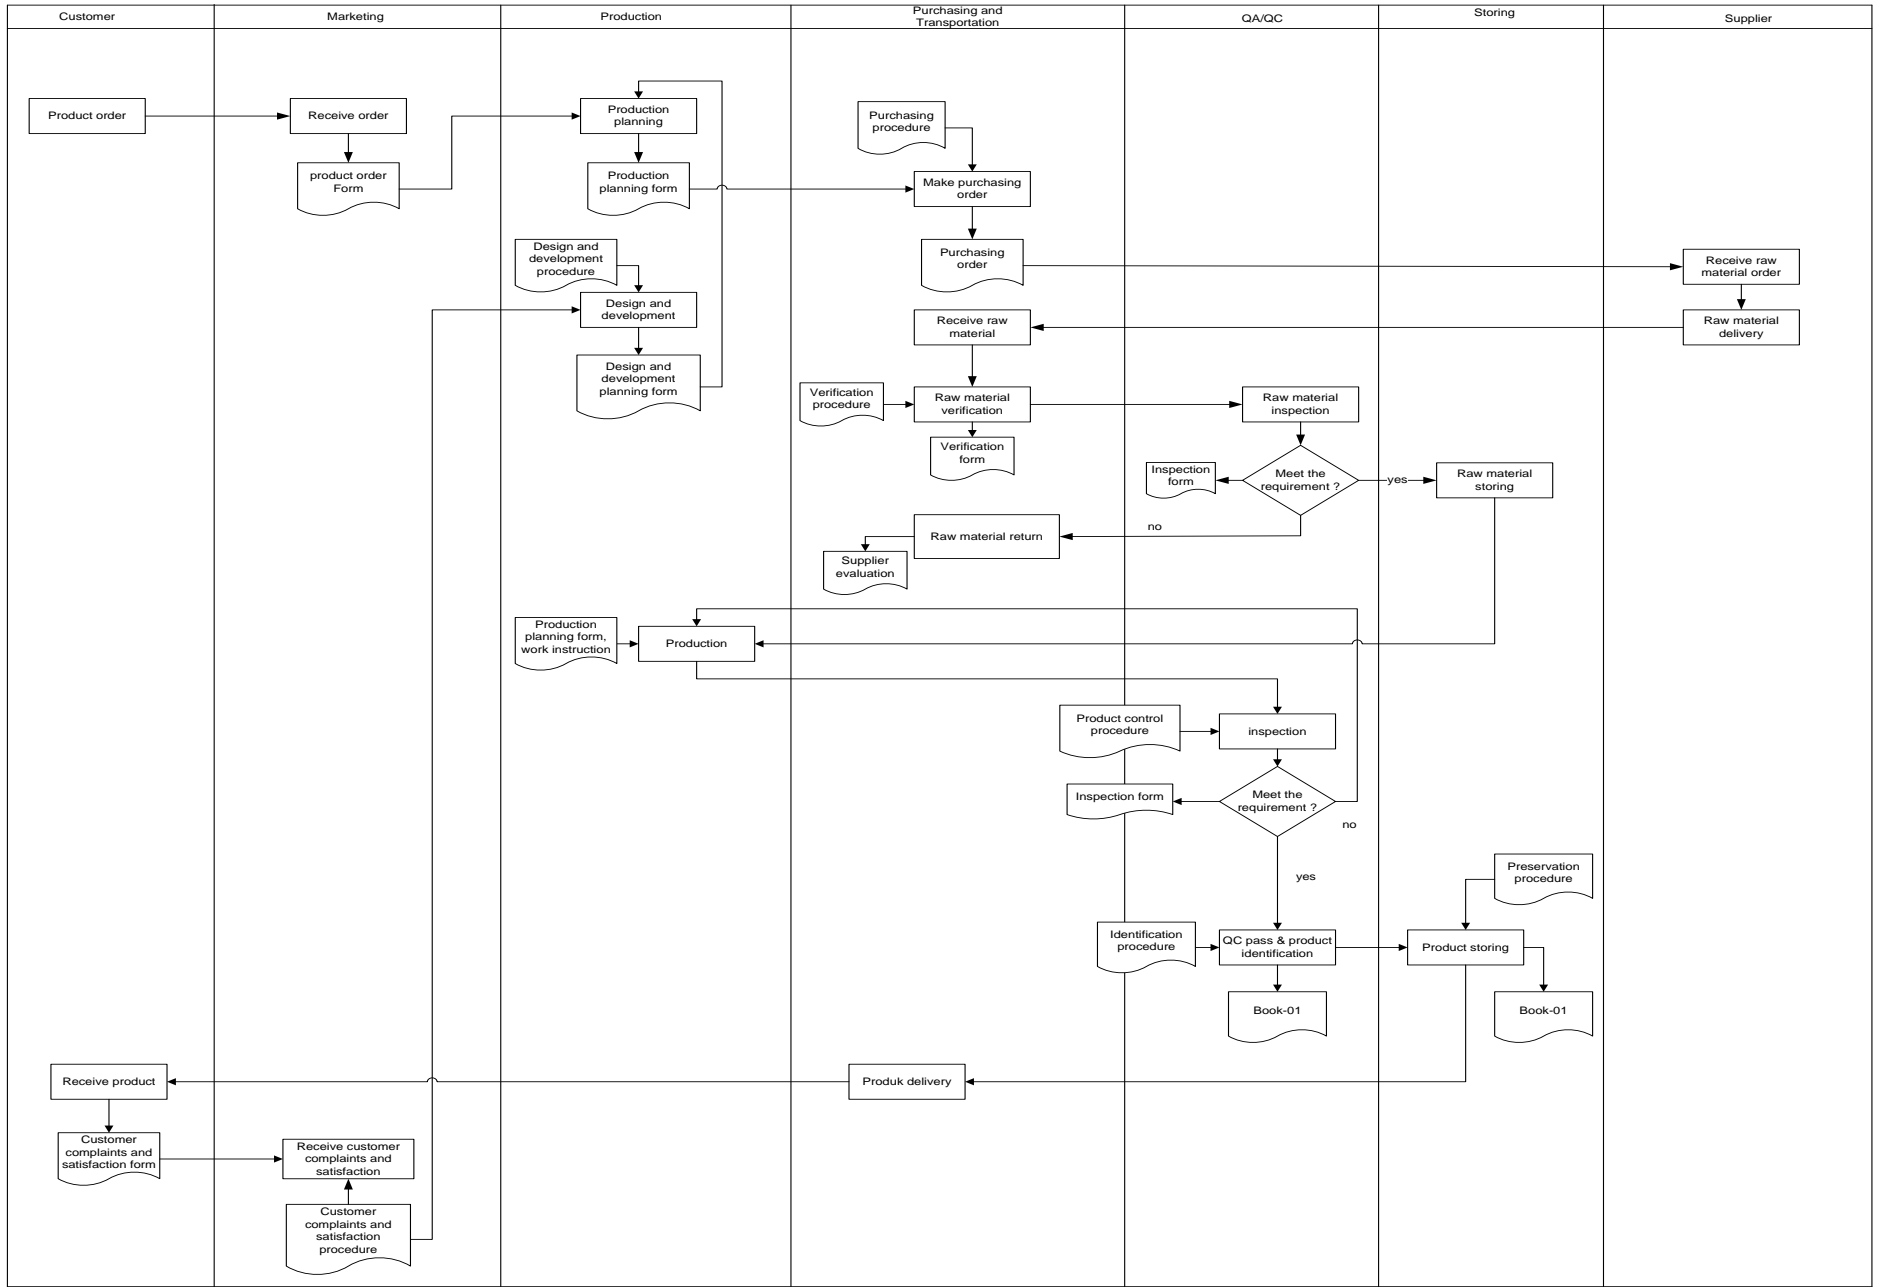 Customer
Marketing
Production
Purchasing and
Transportation
QA/QC
Storing
Supplier
Product order
Receive order
product order
Form
Production
planning
Production
planning form
Purchasing
procedure
Make purchasing
order
Purchasing
order
Receive raw
material order
Raw material
delivery
Design and
development
procedure
Design and
development
Design and
development
planning form
Receive raw
material
Verification
procedure
Raw material
verification
Verification
form
Raw material
inspection
Inspection
form
Meet the
requirement ?
yes
Raw material
storing
no
Raw material return
Supplier
evaluation
Production
planning form,
work instruction
Production
Product control
procedure
inspection
Inspection form
Meet the
requirement ?
no
yes
Preservation
procedure
Identification
procedure
QC pass & product
identification
Product storing
Book-01
Book-01
Receive product
Produk delivery
Customer
complaints and
satisfaction form
Receive customer
complaints and
satisfaction
Customer
complaints and
satisfaction
procedure